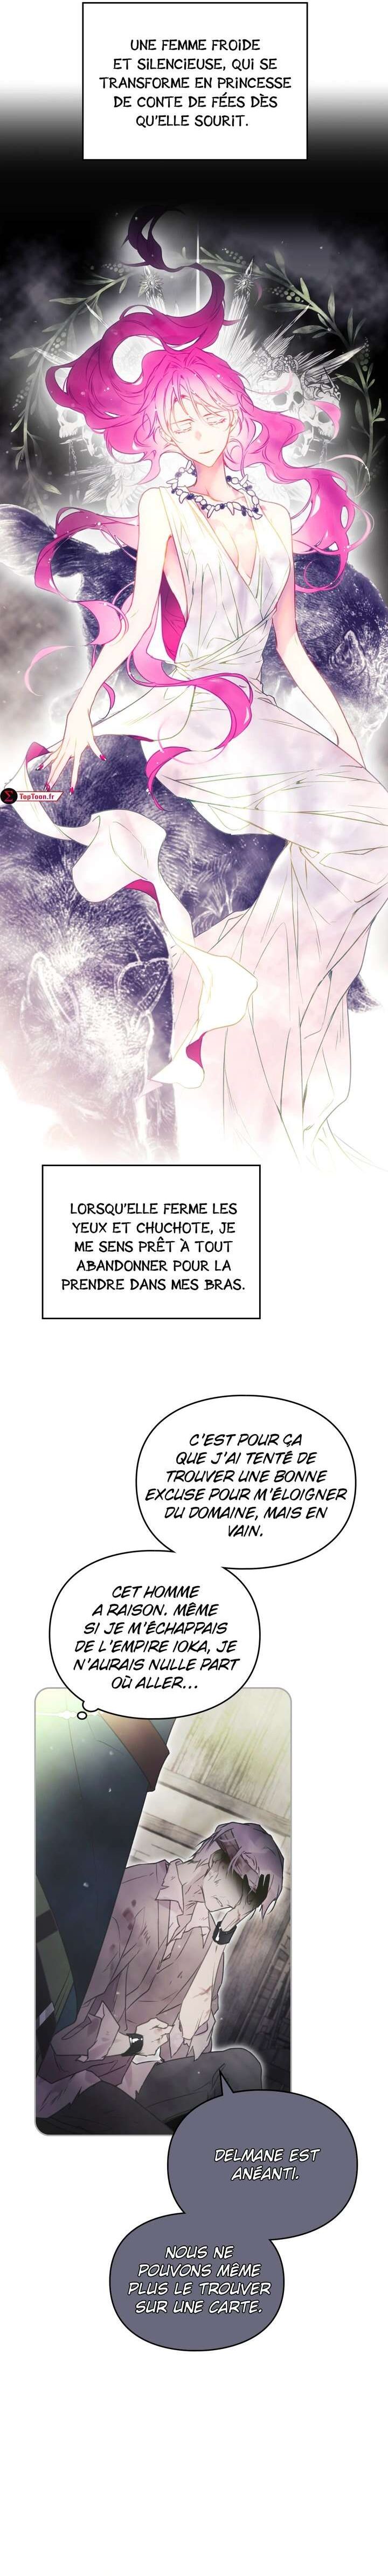 UNE FEMME FROIDE
ET SILENCIEUSE, QUI SE
TRANSFORME EN PRINCESSE
DE CONTE DE FÉES DÈS
QU'ELLE SOURIT.
TopToon.fr
LORSQU'ELLE FERME LES
YEUX ET CHUCHOTE, JE
ME SENS PRÊT À TOUT
ABANDONNER POUR LA
PRENDRE DANS MES BRAS.
C'EST POUR ÇA
QUE J'AI TENTÉ DE
TROUVER UNE BONNE
EXCUSE POUR M'ÉLOIGNER
DU DOMAINE, MAIS EN
VAIN.
CET HOMME
A RAISON. MÊME
SI JE M'ÉCHAPPAIS
DE L'EMPIRE IOKA, JE
N'AURAIS NULLE PART
OÙ ALLER...
DELMANE EST
ANÉANTI.
NOUS NE
POUVONS MÊME
PLUS LE TROUVER
SUR UNE CARTE.